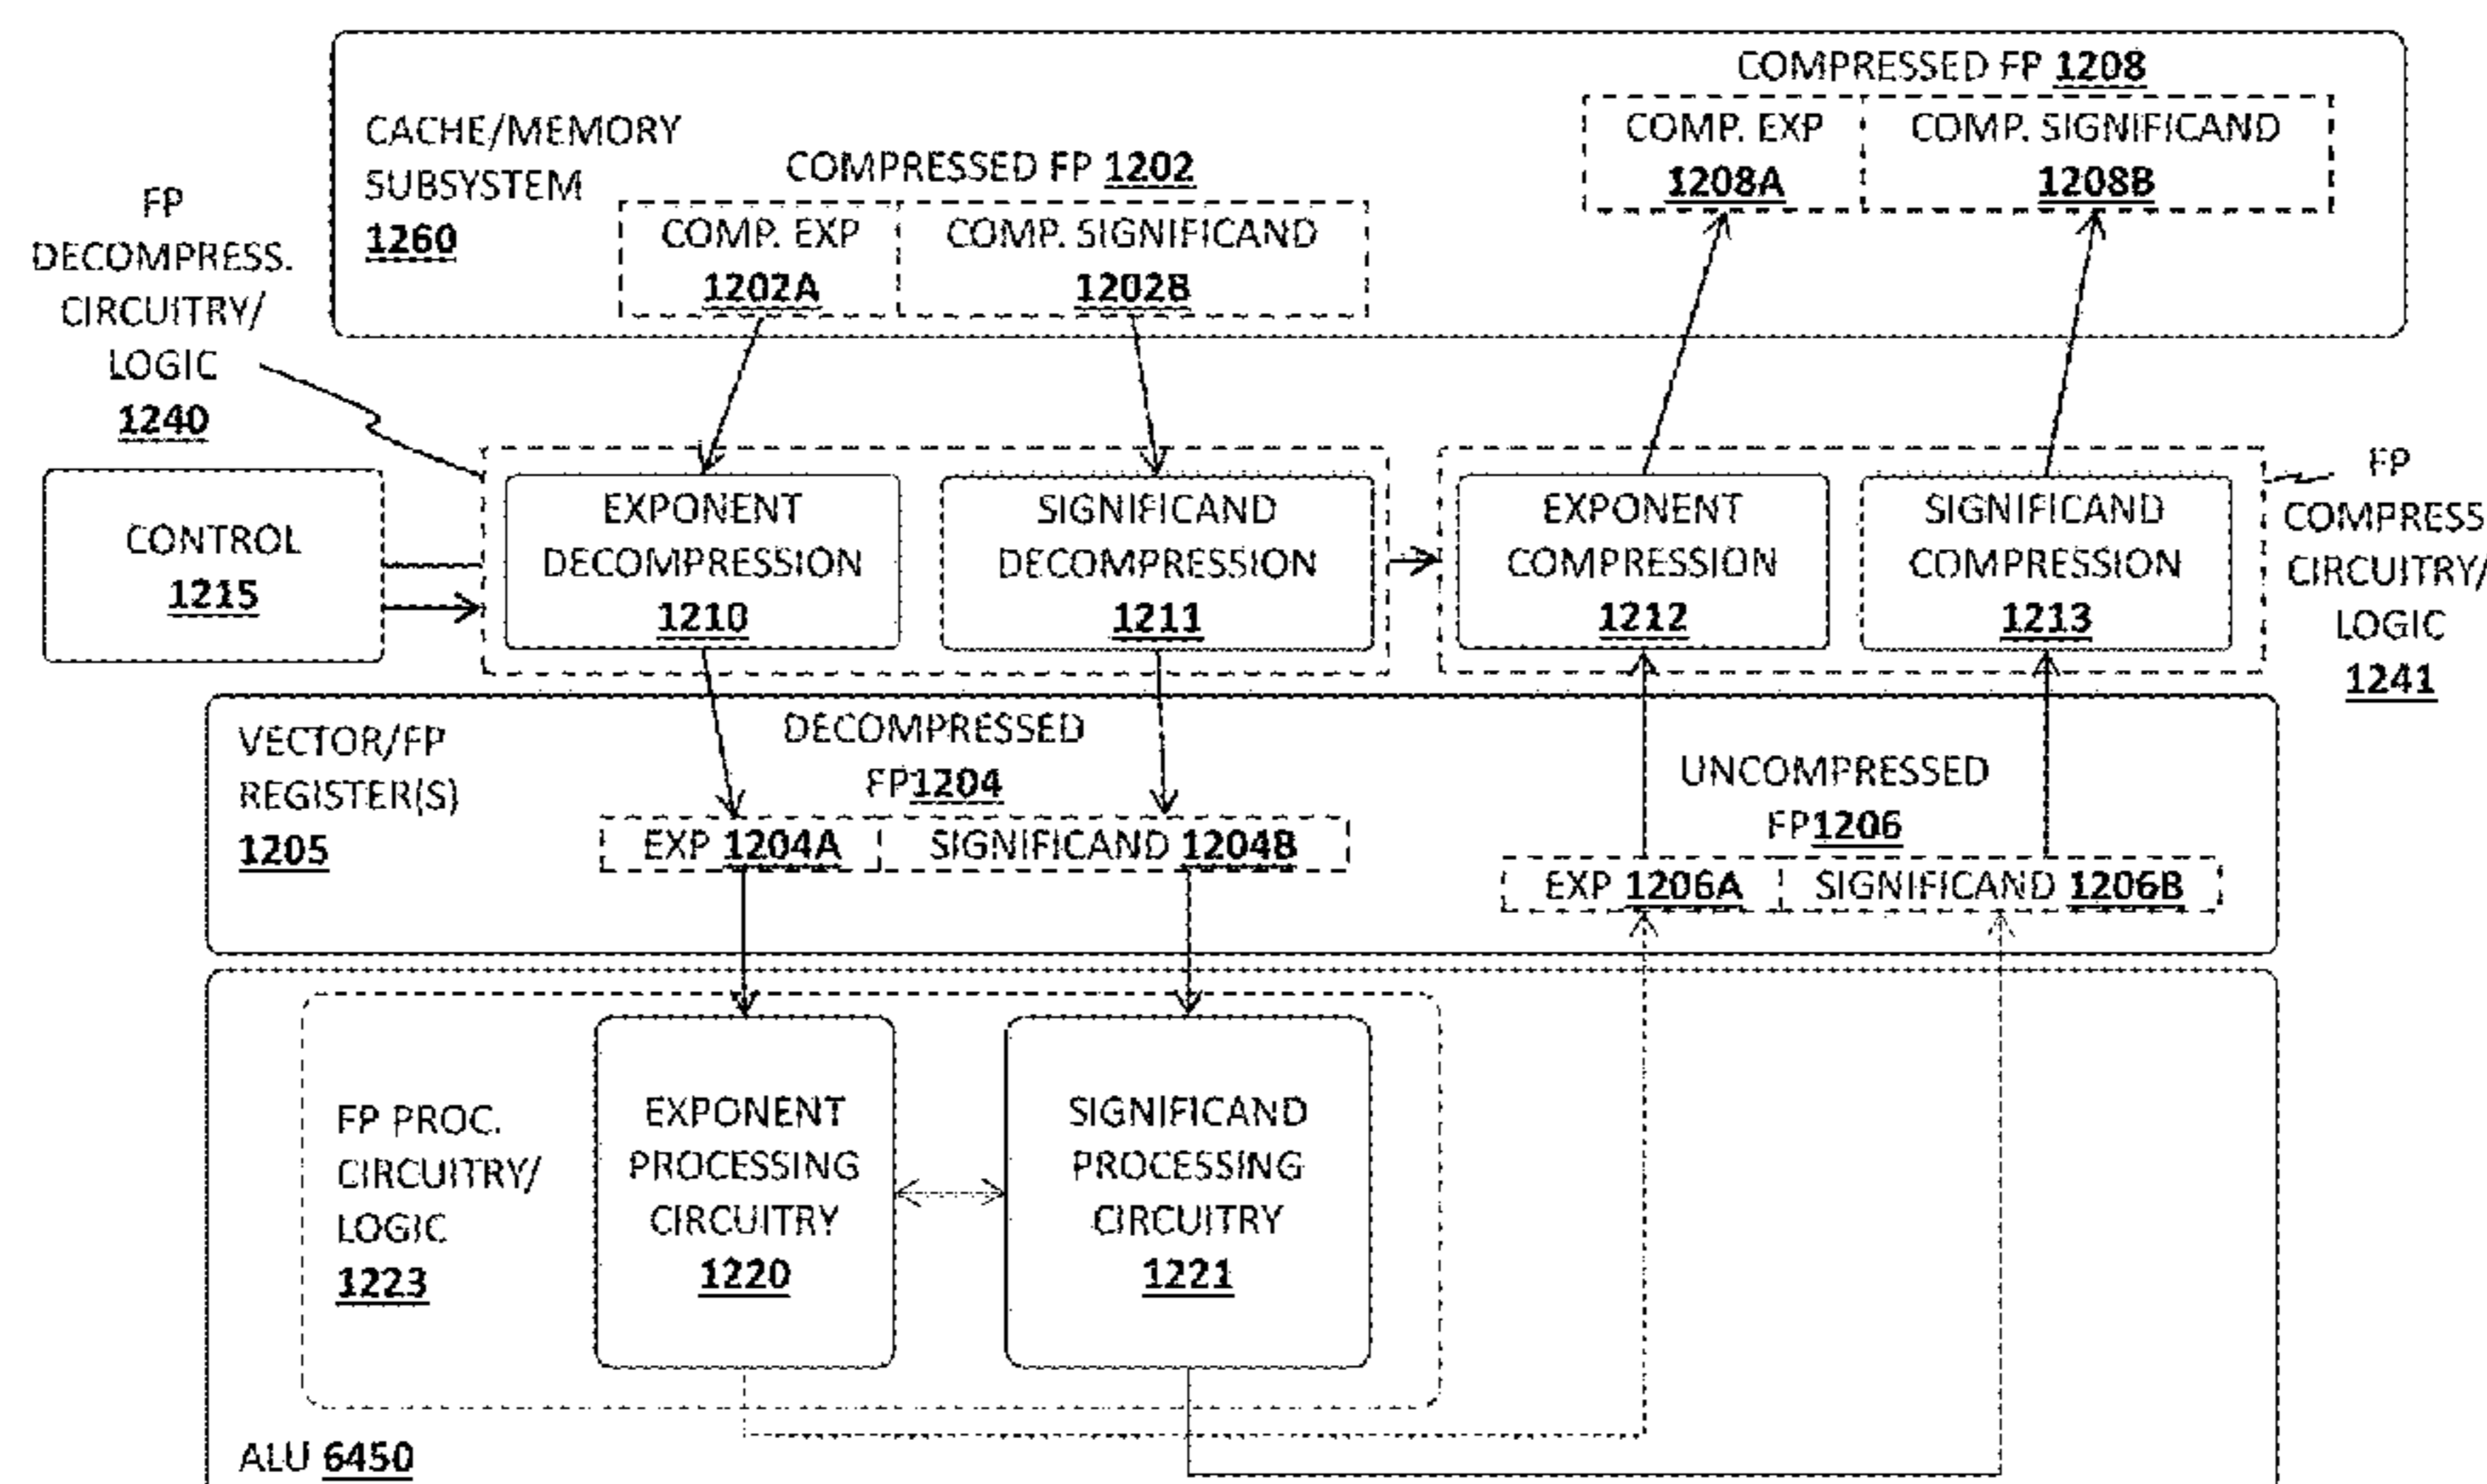 COMPRESSED FP 1208
COMP. EXP
1208A
COMP. SIGNIFICAND
1208B
CACHE/MEMORY
SUBSYSTEM
1260
COMPRESSED FP 1202
COMP. EXP
1202A
COMP. SIGNIFICAND
1202B
FP
DECOMPRESS.
CIRCUITRY/
LOGIC
1240
CONTROL
1215
EXPONENT
DECOMPRESSION
1210
SIGNIFICAND
DECOMPRESSION
1211
EXPONENT
COMPRESSION
1212
SIGNIFICAND
COMPRESSION
1213
FP
COMPRESS
CIRCUITRY/
LOGIC
1241
VECTOR/FP
REGISTER(S)
1205
DECOMPRESSED
FP1204
EXP 1204A
SIGNIFICAND 1204B
UNCOMPRESSED
FP1206
EXP 1206A
SIGNIFICAND 1206B
FP PROC.
CIRCUITRY/
LOGIC
1223
EXPONENT
PROCESSING
CIRCUITRY
1220
SIGNIFICAND
PROCESSING
CIRCUITRY
1221
ALU 6450